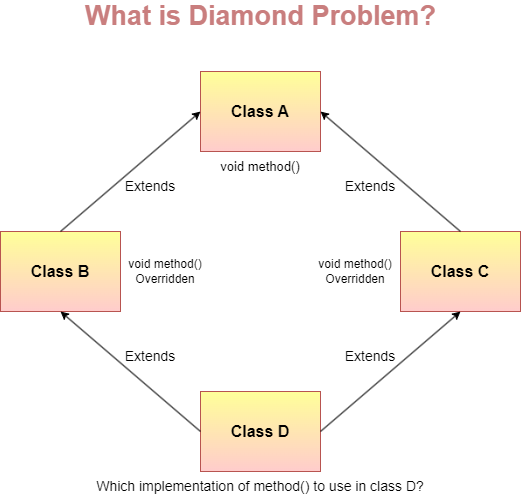 What is Diamond Problem?
Class A
void method()
Extends
Extends
Class B
void method()
Overridden
void method()
Overridden
Class C
Extends
Extends
Class D
Which implementation of method() to use in class D?